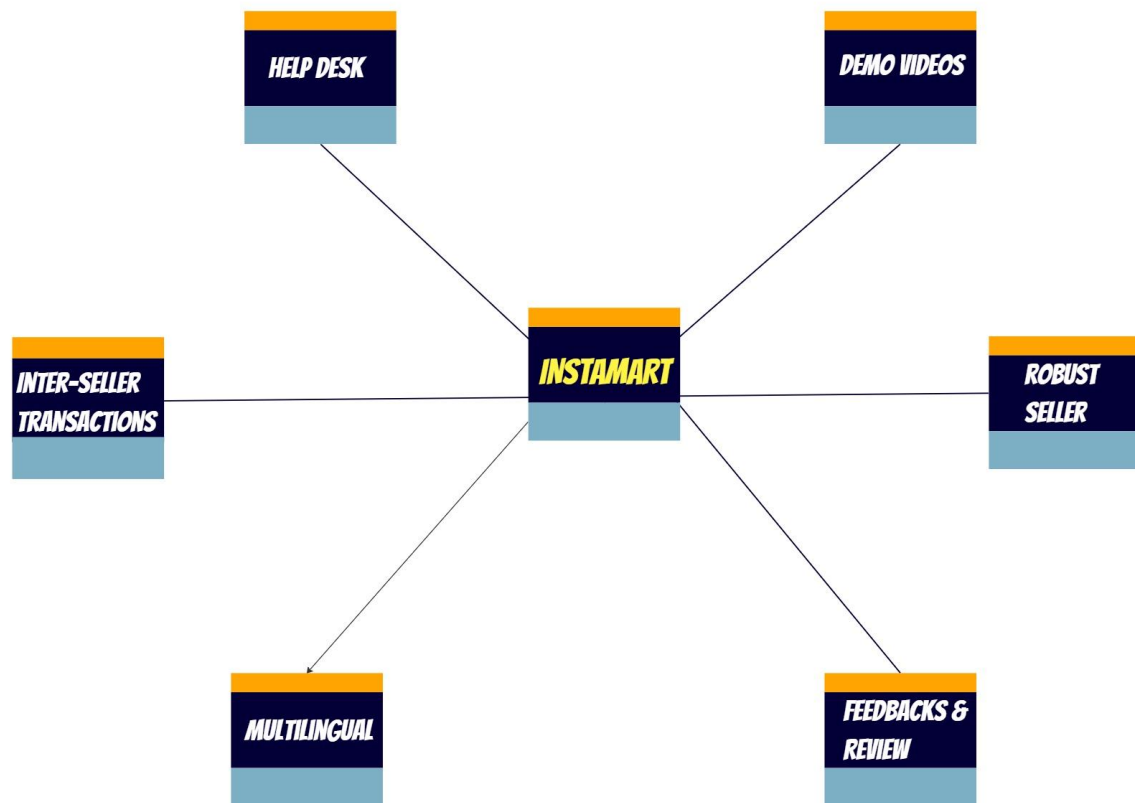 HELP DESK
DEMO VIDEOS
INSTAMART
INTER-SELLER
TRANSACTIONS
ROBUST
SELLER
MULTILINGUAL
FEEDBACKS &
REVIEW